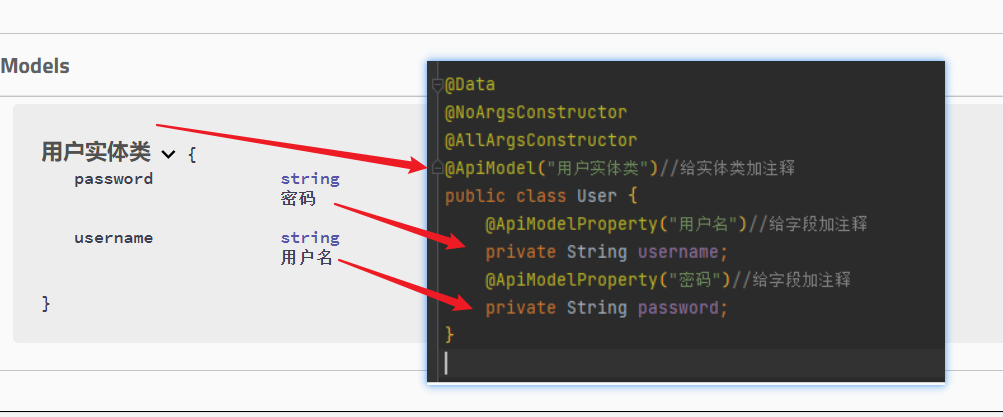 Models
用户实体类 {
password string
密码
username string
用户名
}
@Data
@NoArgsConstructor
@AllArgsConstructor
@ApiModel("用户实体类")//给实体类加注释
public class User {
@ApiModelProperty("用户名")//给字段加注释
private String username;
@ApiModelProperty("密码")//给字段加注释
private String password;
}